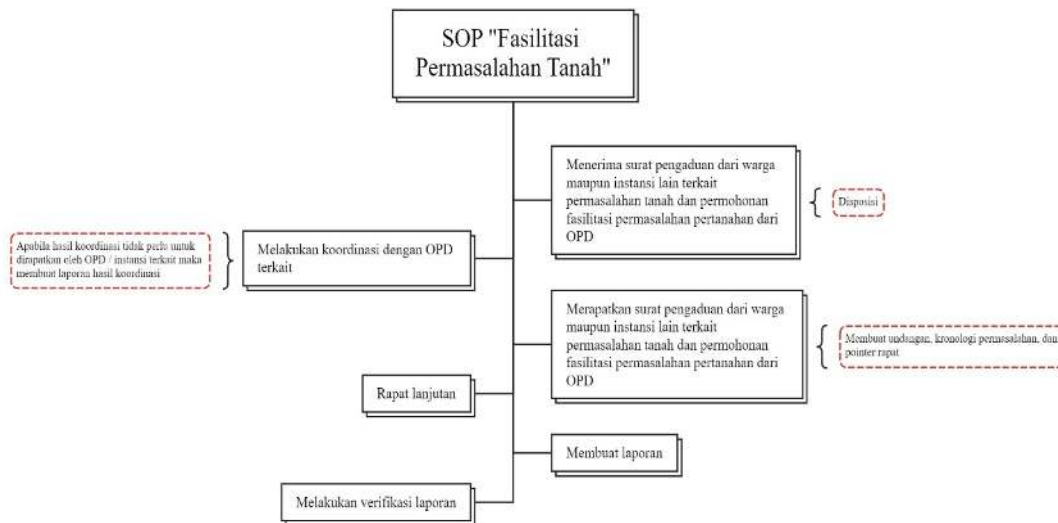 SOP "Fasilitasi
Permasalahan Tanah"
Menerima surat pengaduan dari warga
maupun instansi lain terkait
permasalahan tanah dan permohonan
fasilitasi permasalahan pertanahan dari
OPD
Disposisi
Melakukan koordinasi dengan OPD
terkait
Apabila hasil koordinasi tidak perlu untuk
dirapatkan oleh OPD / instansi terkait maka
membuat laporan hasil koordinasi
Merapatkan surat pengaduan dari warga
maupun instansi lain terkait
permasalahan tanah dan permohonan
fasilitasi permasalahan pertanahan dari
OPD
Membuat undangan, kronologi permasalahan, dan
pointer rapat
Rapat lanjutan
Membuat laporan
Melakukan verifikasi laporan